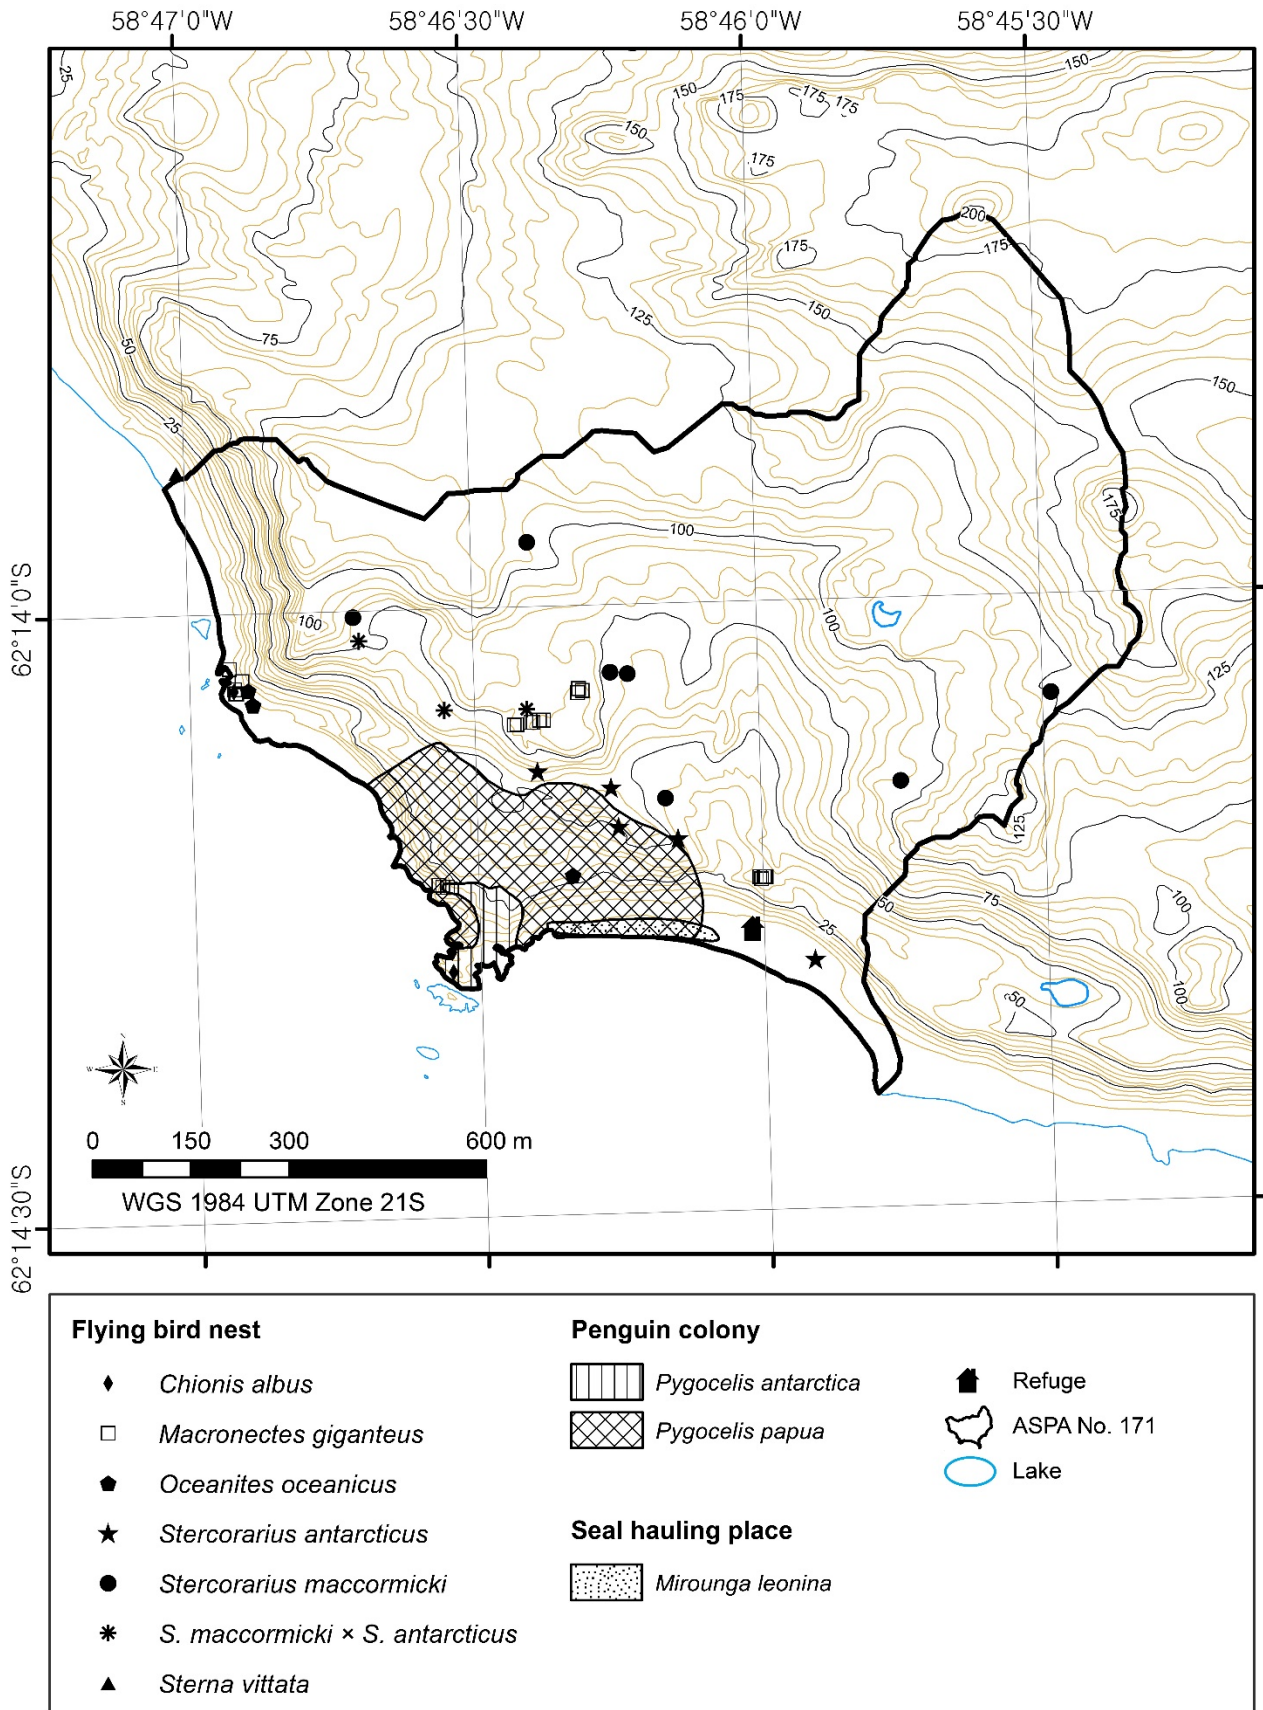 58°47'0"W 58°46'30"W 58°46'0"W 58°45'30"W
25
150
150
175
175
175
150
175
200
175
175
125
150
50
75
150
25
175
100
62°14'0"S
100
100
125
125
50
75
100
25
50
100
N
W E
S
0 150 300 600 m
WGS 1984 UTM Zone 21S
62°14'30"S
Flying bird nest
Chionis albus
Macronectes giganteus
Oceanites oceanicus
Stercorarius antarcticus
Stercorarius maccormicki
S. maccormicki × S. antarcticus
Sterna vittata
Penguin colony
Pygocelis antarctica
Pygocelis papua
Seal hauling place
Mirounga leonina
Refuge
ASPA No. 171
Lake